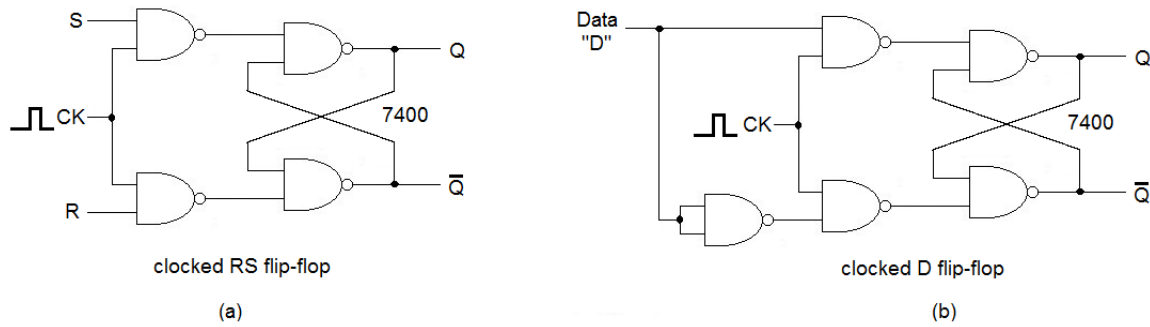 S
Q
CK
7400
Q
R
clocked RS flip-flop
(a)
Data
"D"
Q
CK
7400
Q
clocked D flip-flop
(b)